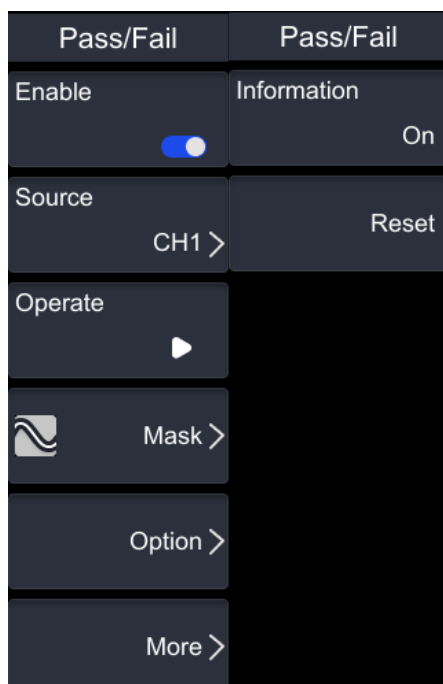 Pass/Fail
Enable
Source
CH1
Operate
Mask
Option
More
Pass/Fail
Information
On
Reset